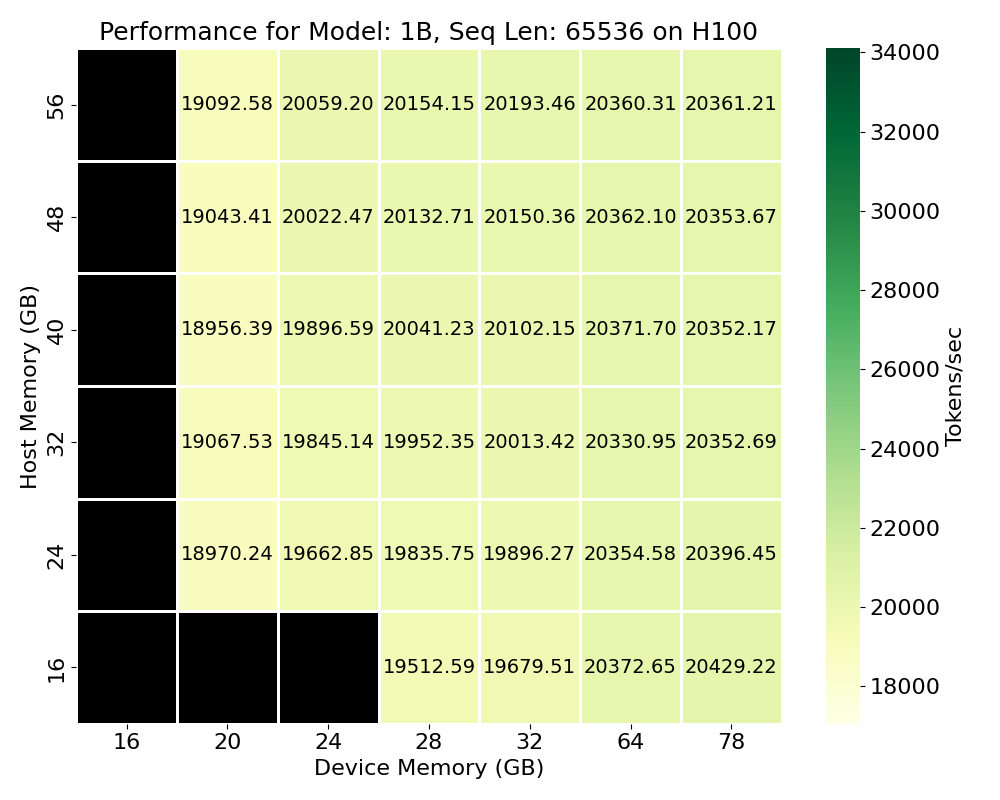 Performance for Model: 1B, Seq Len: 65536 on H100
Host Memory (GB)
56 19092.58 20059.20 20154.15 20193.46 20360.31 20361.21
48 19043.41 20022.47 20132.71 20150.36 20362.10 20353.67
40 18956.39 19896.59 20041.23 20102.15 20371.70 20352.17
32 19067.53 19845.14 19952.35 20013.42 20330.95 20352.69
24 18970.24 19662.85 19835.75 19896.27 20354.58 20396.45
16 19512.59 19679.51 20372.65 20429.22
16 20 24 28 32 64 78
Device Memory (GB)
34000
32000
30000
28000
26000
24000
22000
20000
18000
Tokens/sec